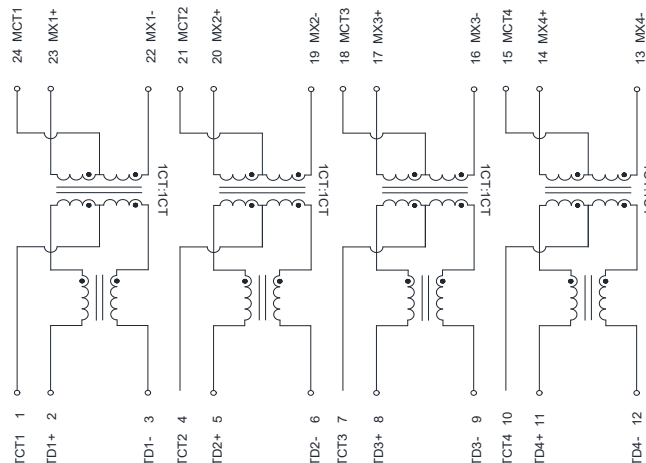 24 MCT1
23 MX1+
22 MX1-
21 MCT2
20 MX2+
19 MX2-
18 MCT3
17 MX3+
16 MX3-
15 MCT4
14 MX4+
13 MX4-
1CT:1CT
1CT:1CT
1CT:1CT
TCT1 1
TD1+ 2
TD1- 3
TCT2 4
TD2+ 5
TD2- 6
TCT3 7
TD3+ 8
TD3- 9
TCT4 10
TD4+ 11
TD4- 12